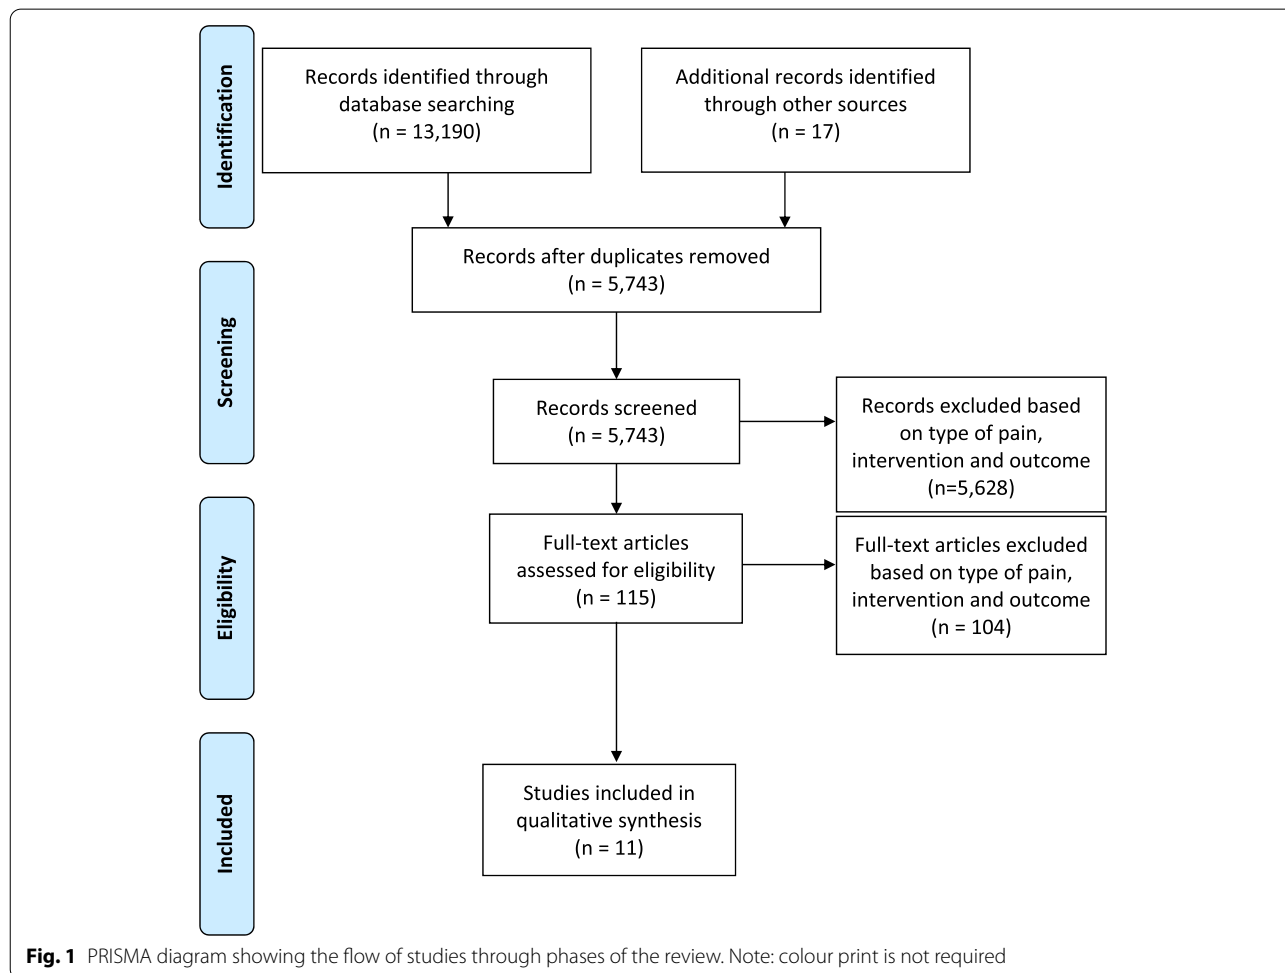 Identification
Records identified through
database searching
(n = 13,190)
Additional records identified
through other sources
(n = 17)
Records after duplicates removed
(n = 5,743)
Screening
Records screened
(n = 5,743)
Records excluded based
on type of pain,
intervention and outcome
(n=5,628)
Eligibility
Full-text articles
assessed for eligibility
(n = 115)
Full-text articles excluded
based on type of pain,
intervention and outcome
(n = 104)
Included
Studies included in
qualitative synthesis
(n = 11)
Fig. 1 PRISMA diagram showing the flow of studies through phases of the review. Note: colour print is not required